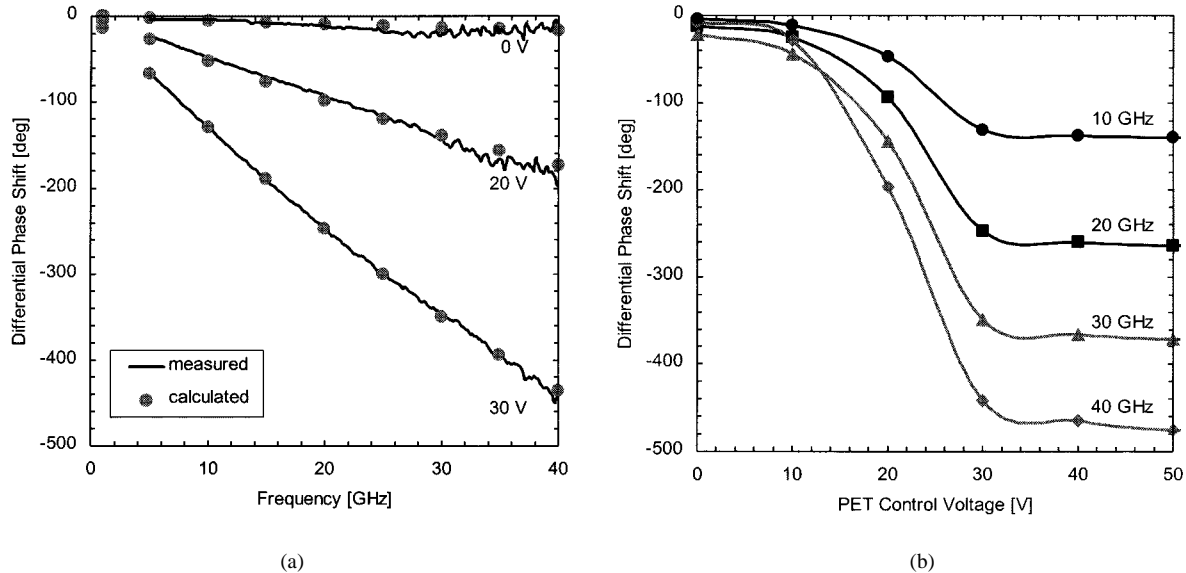 0
-100
-200
-300
-400
-500
Differential Phase Shift [deg]
0 V
20 V
30 V
measured
calculated
0
10
20
30
40
Frequency [GHz]
(a)
0
-100
-200
-300
-400
-500
Differential Phase Shift [deg]
10 GHz
20 GHz
30 GHz
40 GHz
0
10
20
30
40
50
PET Control Voltage [V]
(b)